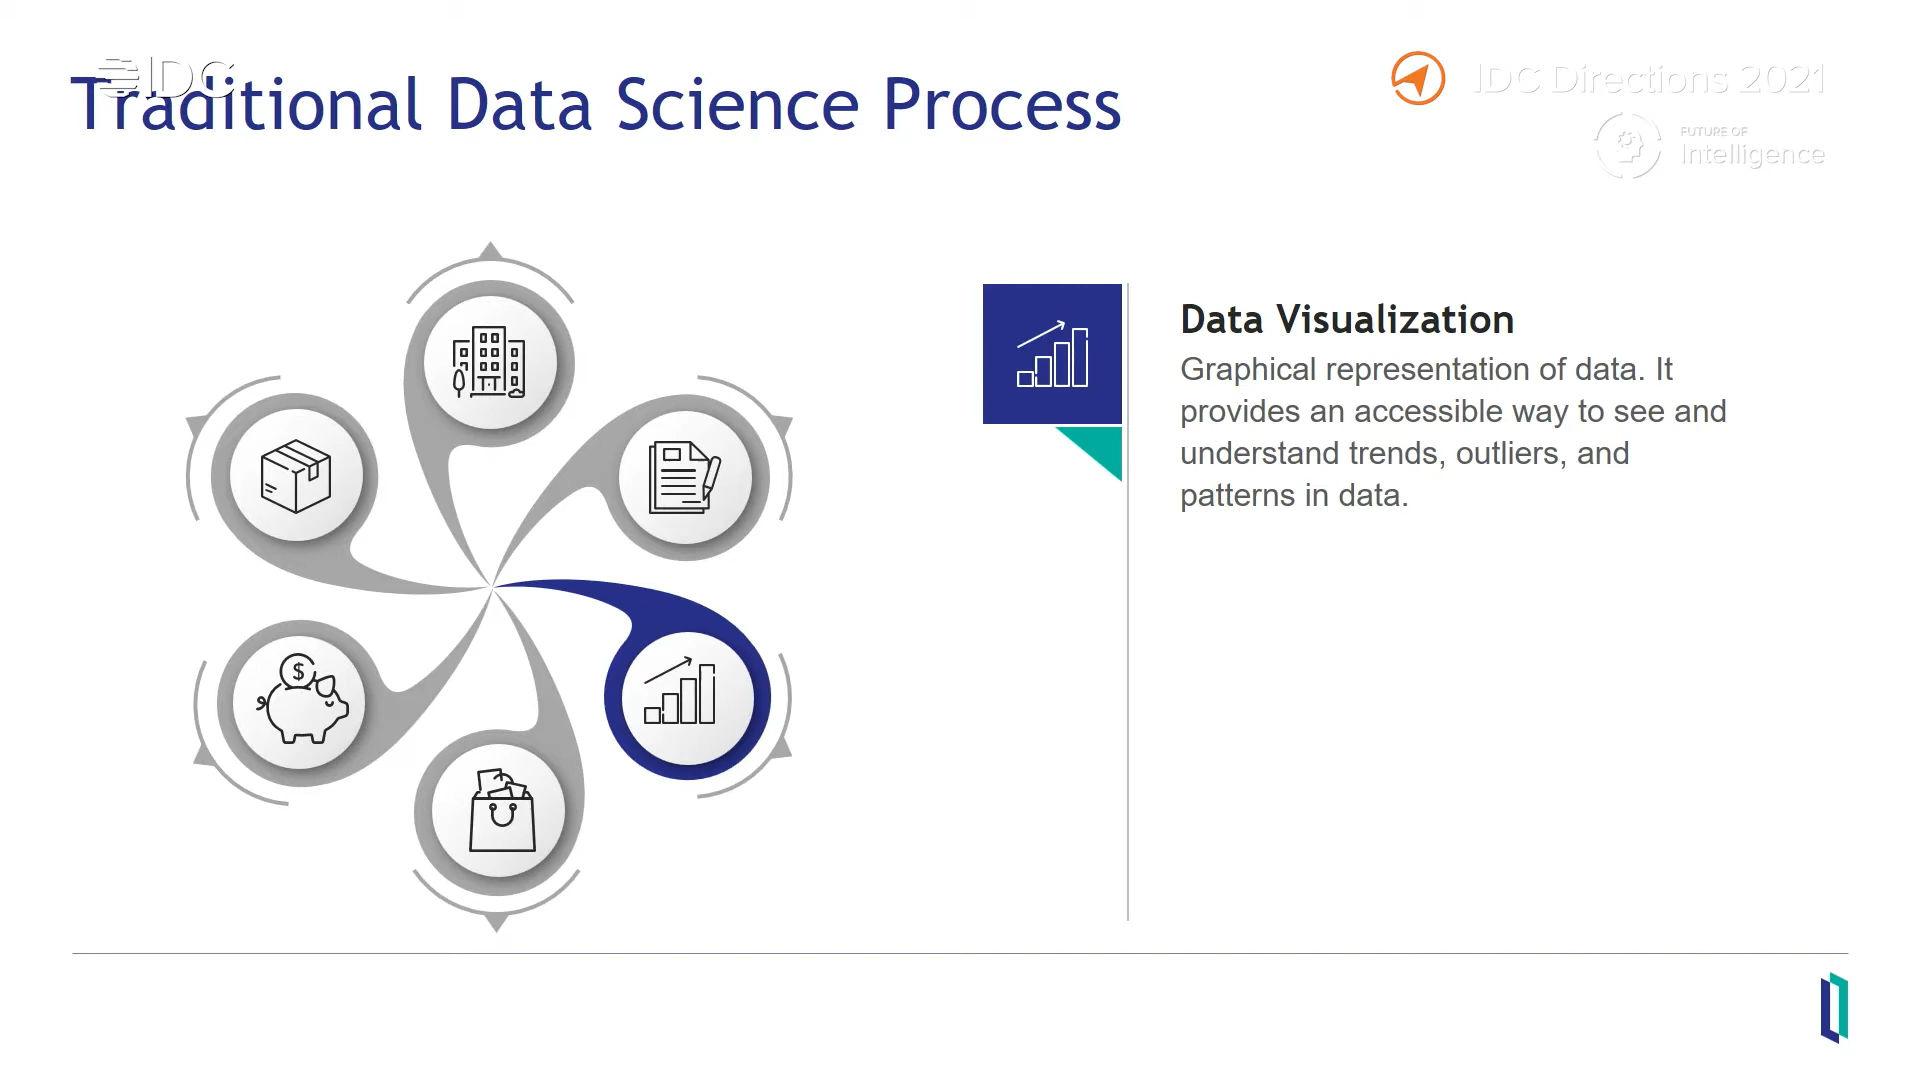 IDC
Traditional Data Science Process
IDC Directions 2021
FUTURE OF
Intelligence
Data Visualization
Graphical representation of data. It
provides an accessible way to see and
understand trends, outliers, and
patterns in data.
$